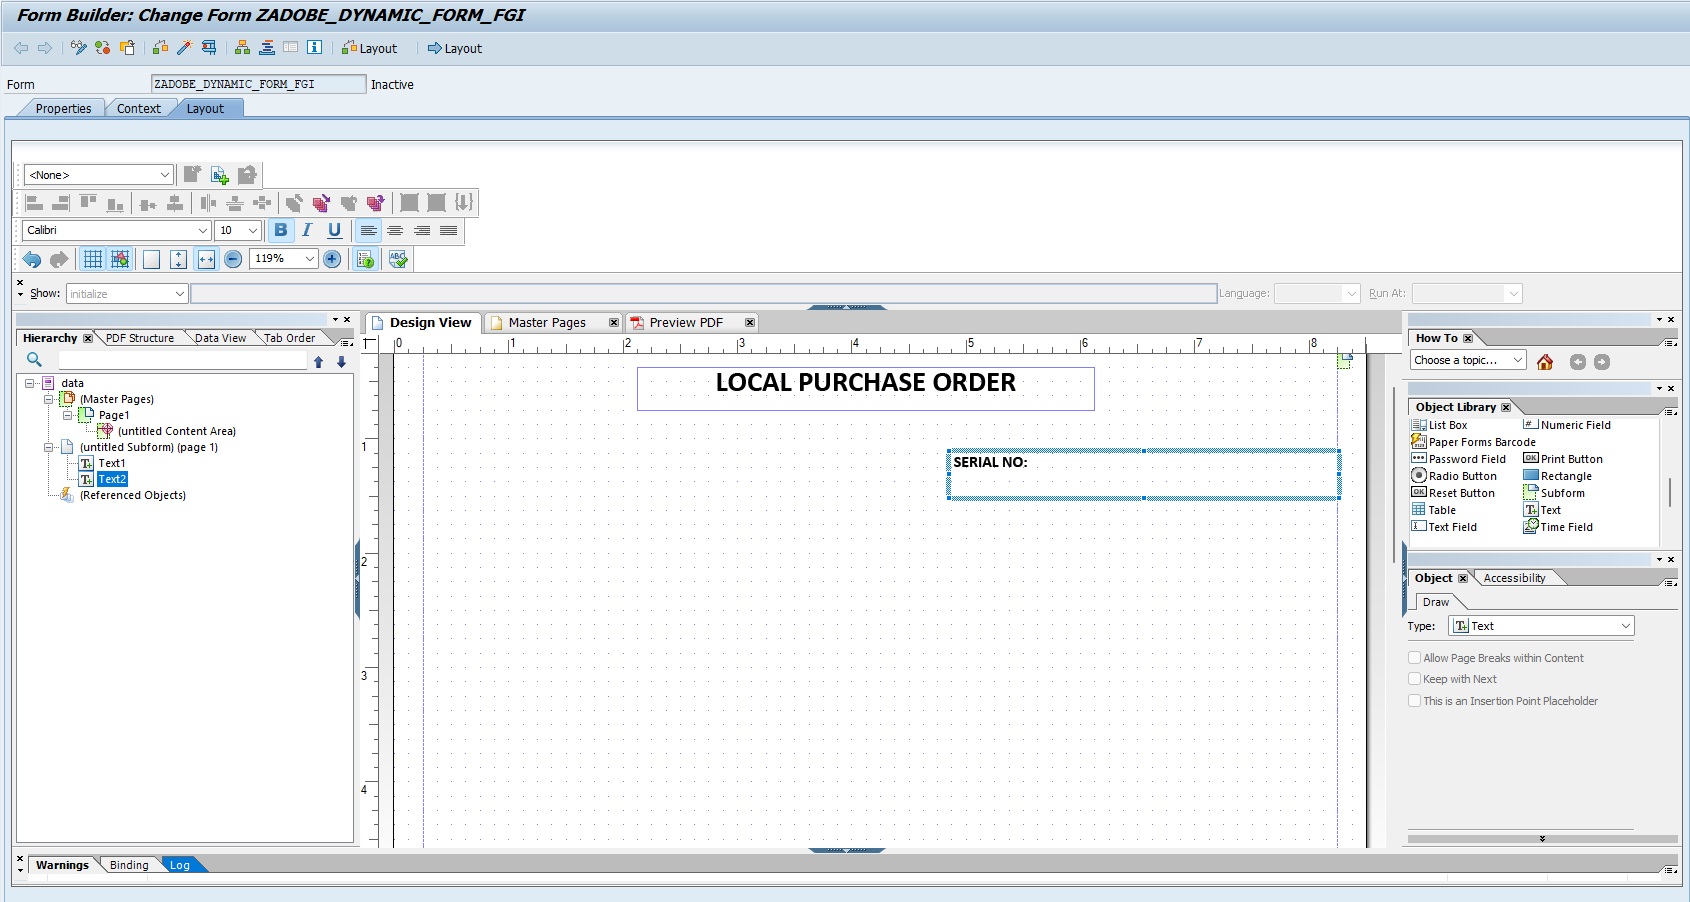 Form Builder: Change Form ZADOBE_DYNAMIC_FORM_FGI
Layout Layout
Form ZADOBE_DYNAMIC_FORM_FGI Inactive
Properties Context Layout
<None>
Calibri 10 B I U
119% ABC
Show: initialize Language: Run At:
Hierarchy PDF Structure Data View Tab Order
data
(Master Pages)
Page1
(untitled Content Area)
(untitled Subform) (page 1)
Text1
Text2
(Referenced Objects)
Design View Master Pages Preview PDF
0 1 2 3 4 5 6 7 8
1
2
3
4
LOCAL PURCHASE ORDER
SERIAL NO:
How To
Choose a topic...
Object Library
List Box Numeric Field
Paper Forms Barcode
Password Field OK Print Button
Radio Button Rectangle
OK Reset Button Subform
Table Text
Text Field Time Field
Object Accessibility
Draw
Type: Text
Allow Page Breaks within Content
Keep with Next
This is an Insertion Point Placeholder
Warnings Binding Log